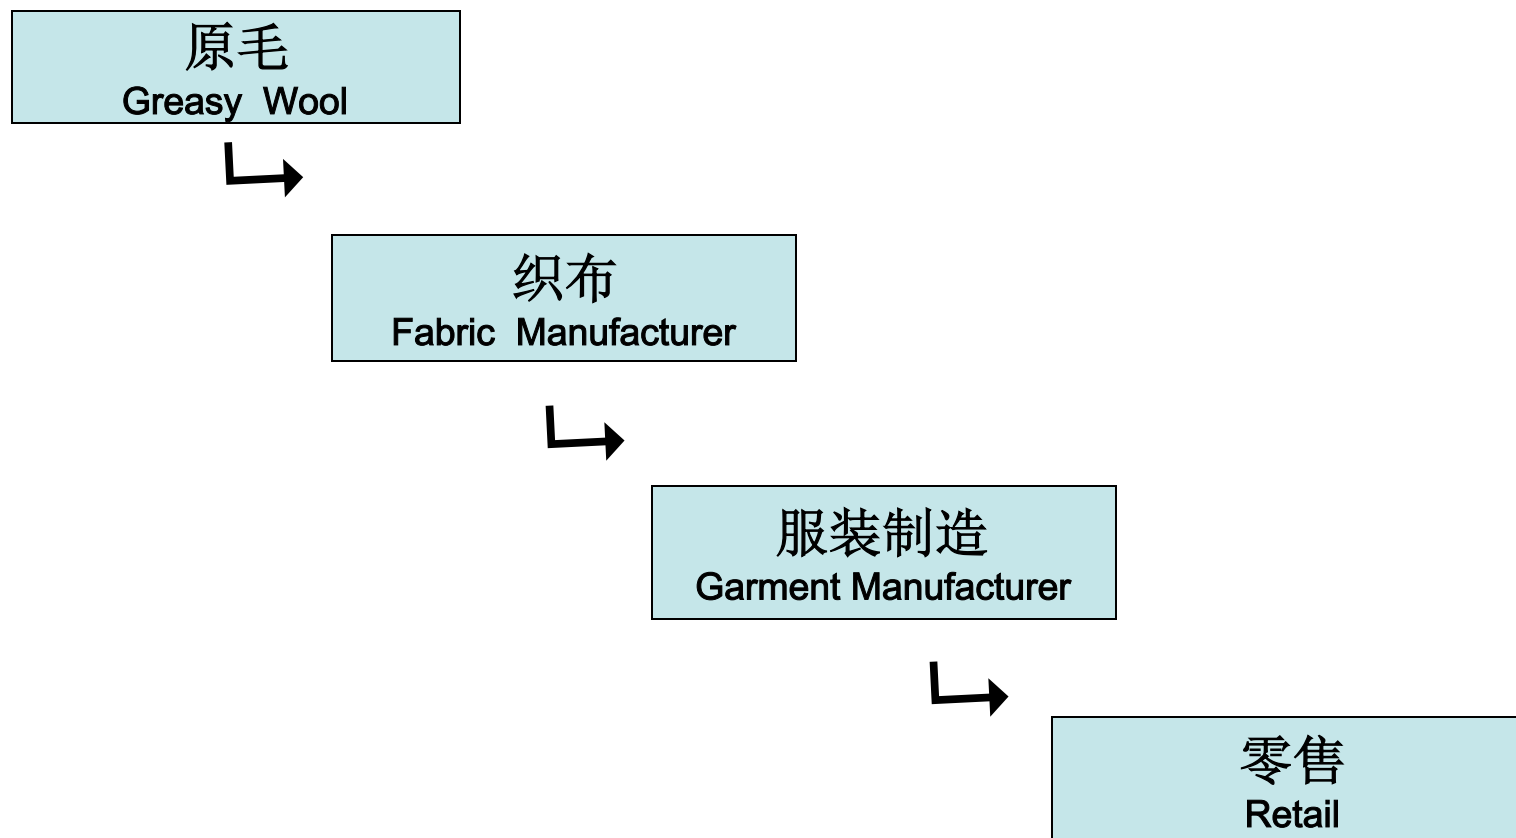 原毛
Greasy Wool
织布
Fabric Manufacturer
服装制造
Garment Manufacturer
零售
Retail